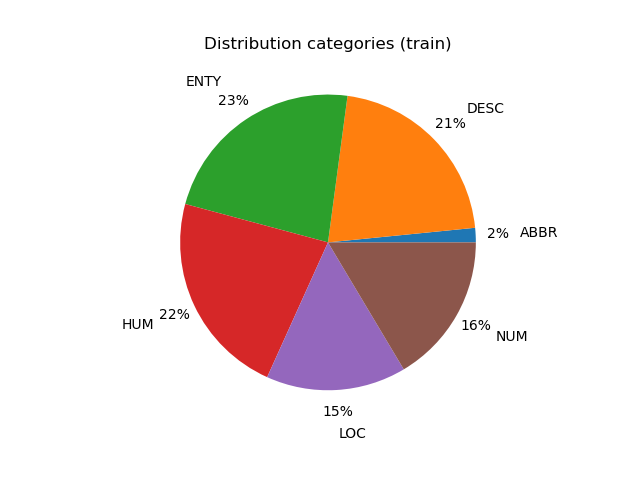 Distribution categories (train)
ENTY
23%
DESC
21%
2%
ABBR
HUM
22%
16%
NUM
15%
LOC